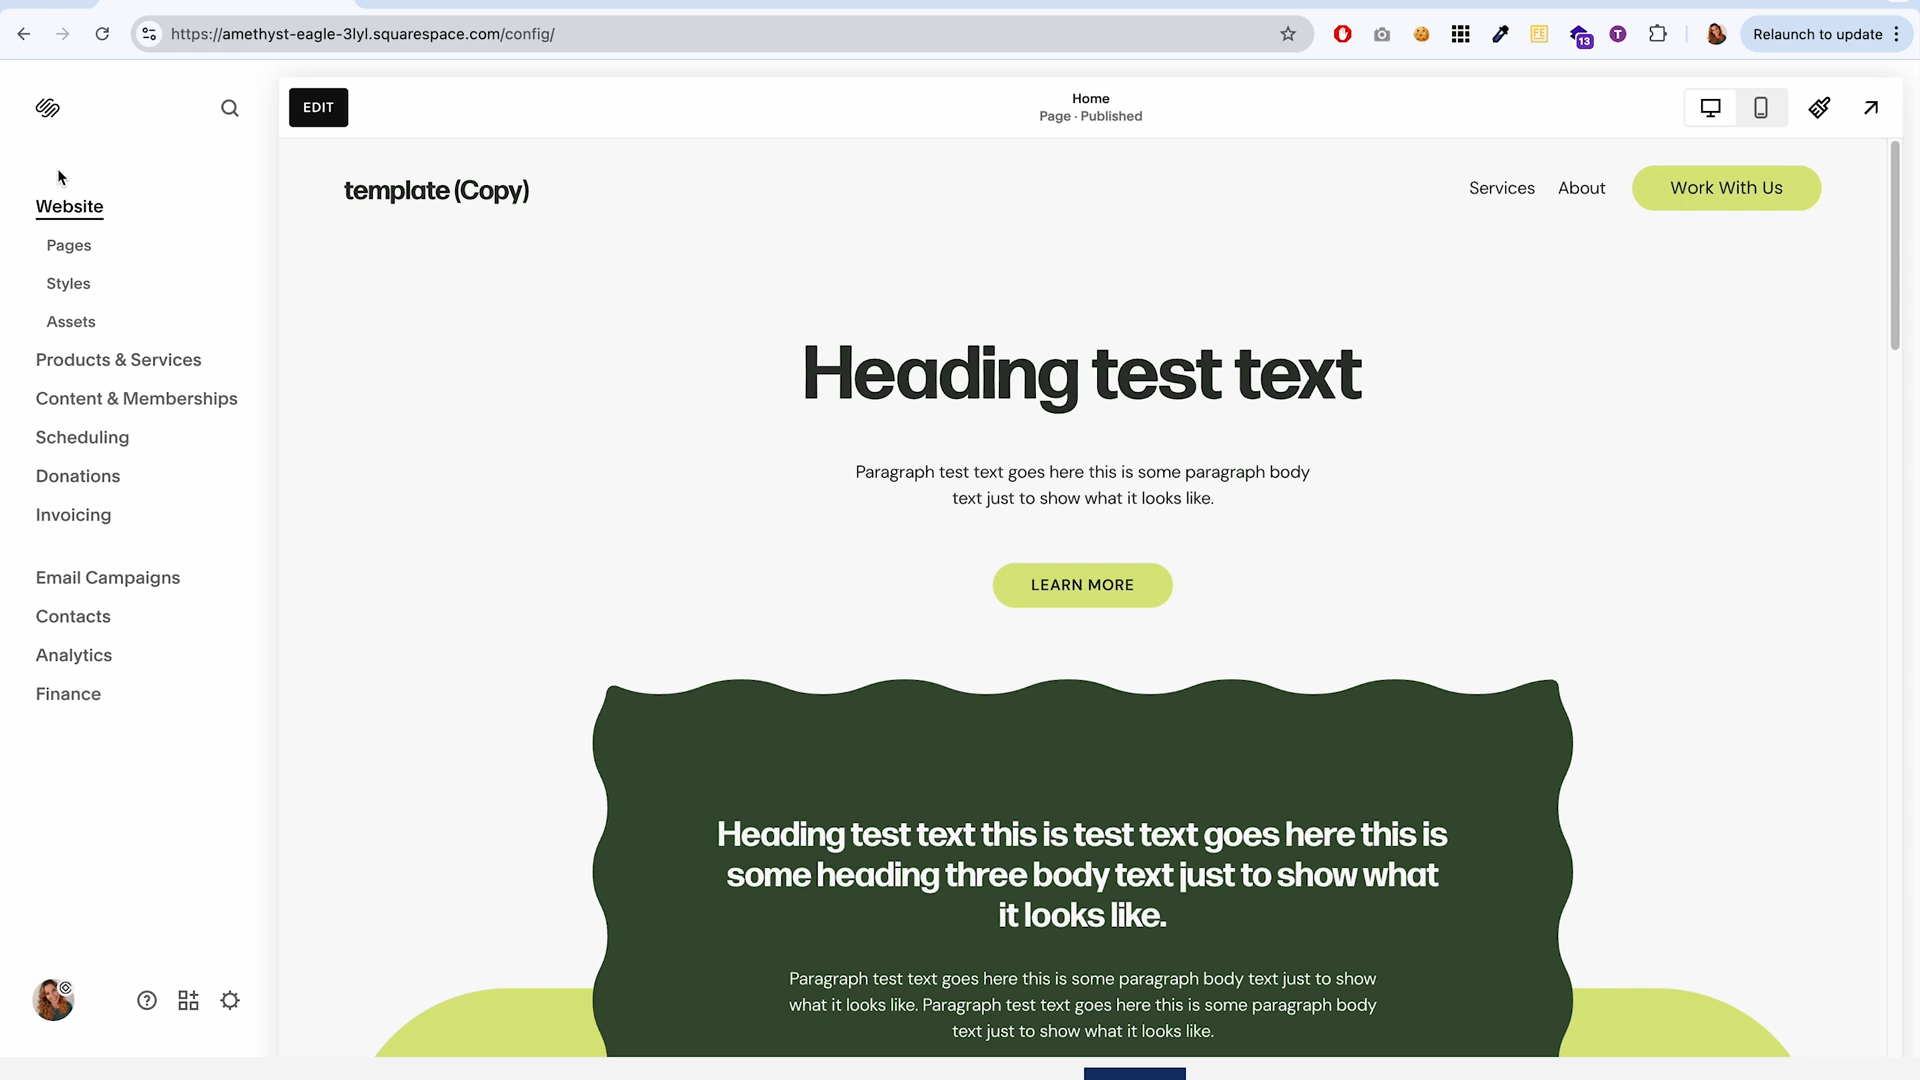 https://amethyst-eagle-3lyl.squarespace.com/config/
FE
13
T
Relaunch to update
EDIT
Home
Page · Published
Website
Pages
Styles
Assets
Products & Services
Content & Memberships
Scheduling
Donations
Invoicing
Email Campaigns
Contacts
Analytics
Finance
template (Copy)
Services
About
Work With Us
Heading test text
Paragraph test text goes here this is some paragraph body
text just to show what it looks like.
LEARN MORE
Heading test text this is test text goes here this is
some heading three body text just to show what
it looks like.
Paragraph test text goes here this is some paragraph body text just to show
what it looks like. Paragraph test text goes here this is some paragraph body
text just to show what it looks like.